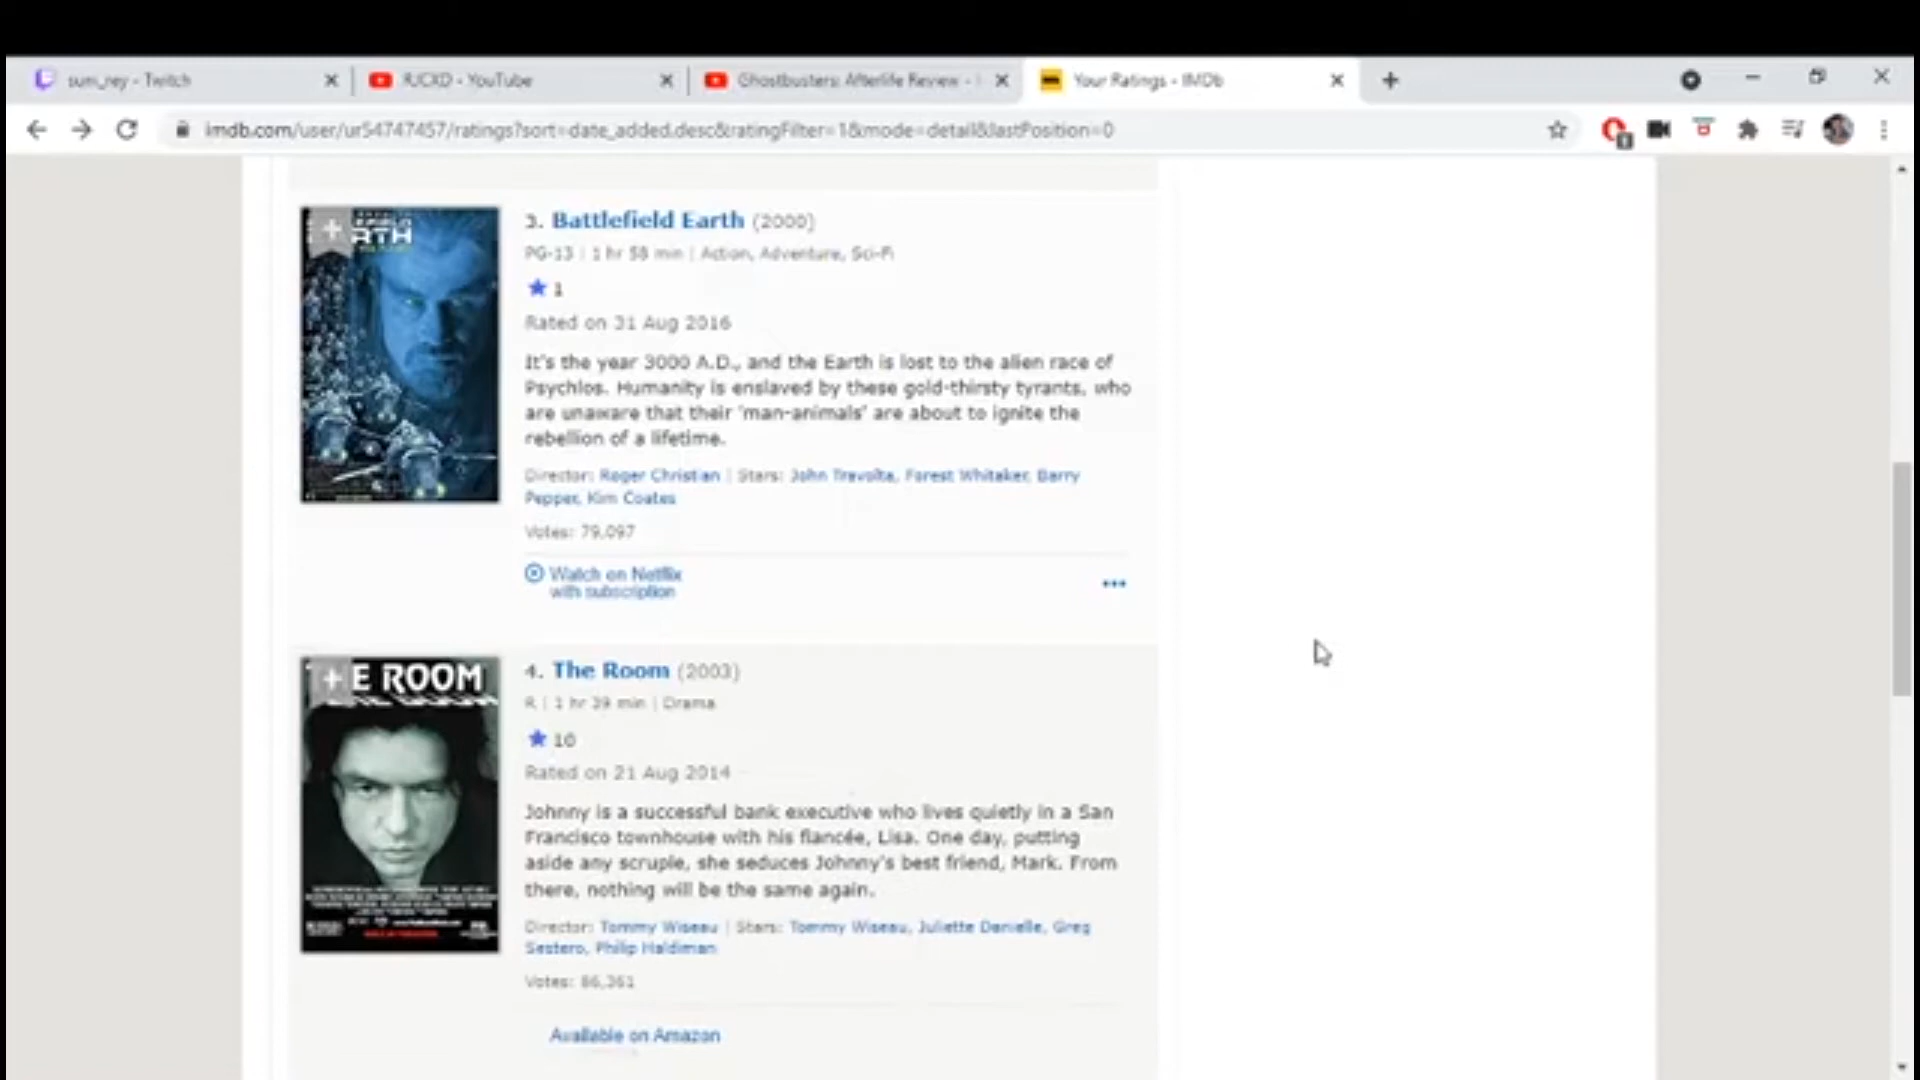 sum_rey - Twitch
RJCXD - YouTube
Ghostbusters: Afterlife Review -
Your Ratings - IMDb
imdb.com/user/ur54747457/ratings?sort=date_added,desc&ratingFilter=1&mode=detail&lastPosition=0
RTH
3. Battlefield Earth (2000)
PG-13 | 1 hr 58 min | Action, Adventure, Sci-Fi
1
Rated on 31 Aug 2016
It's the year 3000 A.D., and the Earth is lost to the alien race of
Psychlos. Humanity is enslaved by these gold-thirsty tyrants, who
are unaware that their 'man-animals' are about to ignite the
rebellion of a lifetime.
Director: Roger Christian | Stars: John Travolta, Forest Whitaker, Barry
Pepper, Kim Coates
Votes: 79,097
Watch on Netflix
with subscription
E ROOM
4. The Room (2003)
R | 1 hr 39 min | Drama
10
Rated on 21 Aug 2014
Johnny is a successful bank executive who lives quietly in a San
Francisco townhouse with his fiancée, Lisa. One day, putting
aside any scruple, she seduces Johnny's best friend, Mark. From
there, nothing will be the same again.
Director: Tommy Wiseau | Stars: Tommy Wiseau, Juliette Danielle, Greg
Sestero, Philip Haldiman
Votes: 86,361
Available on Amazon